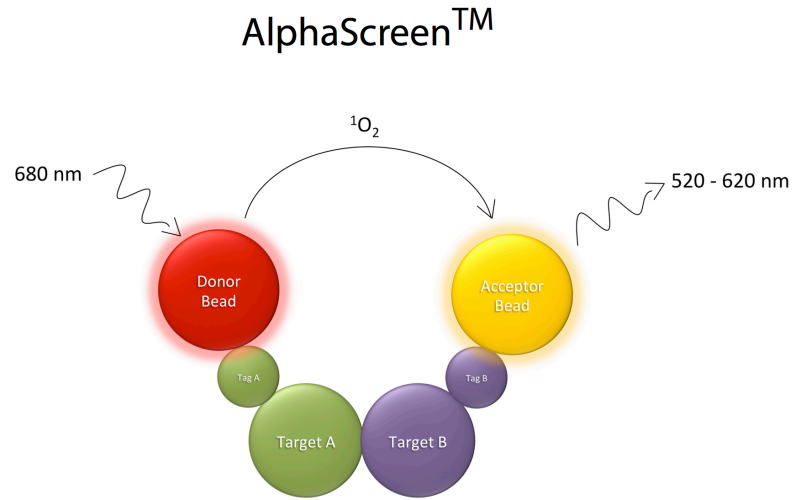 AlphaScreen™
¹O₂
680 nm
520 - 620 nm
Donor
Bead
Acceptor
Bead
Tag A
Tag B
Target A
Target B